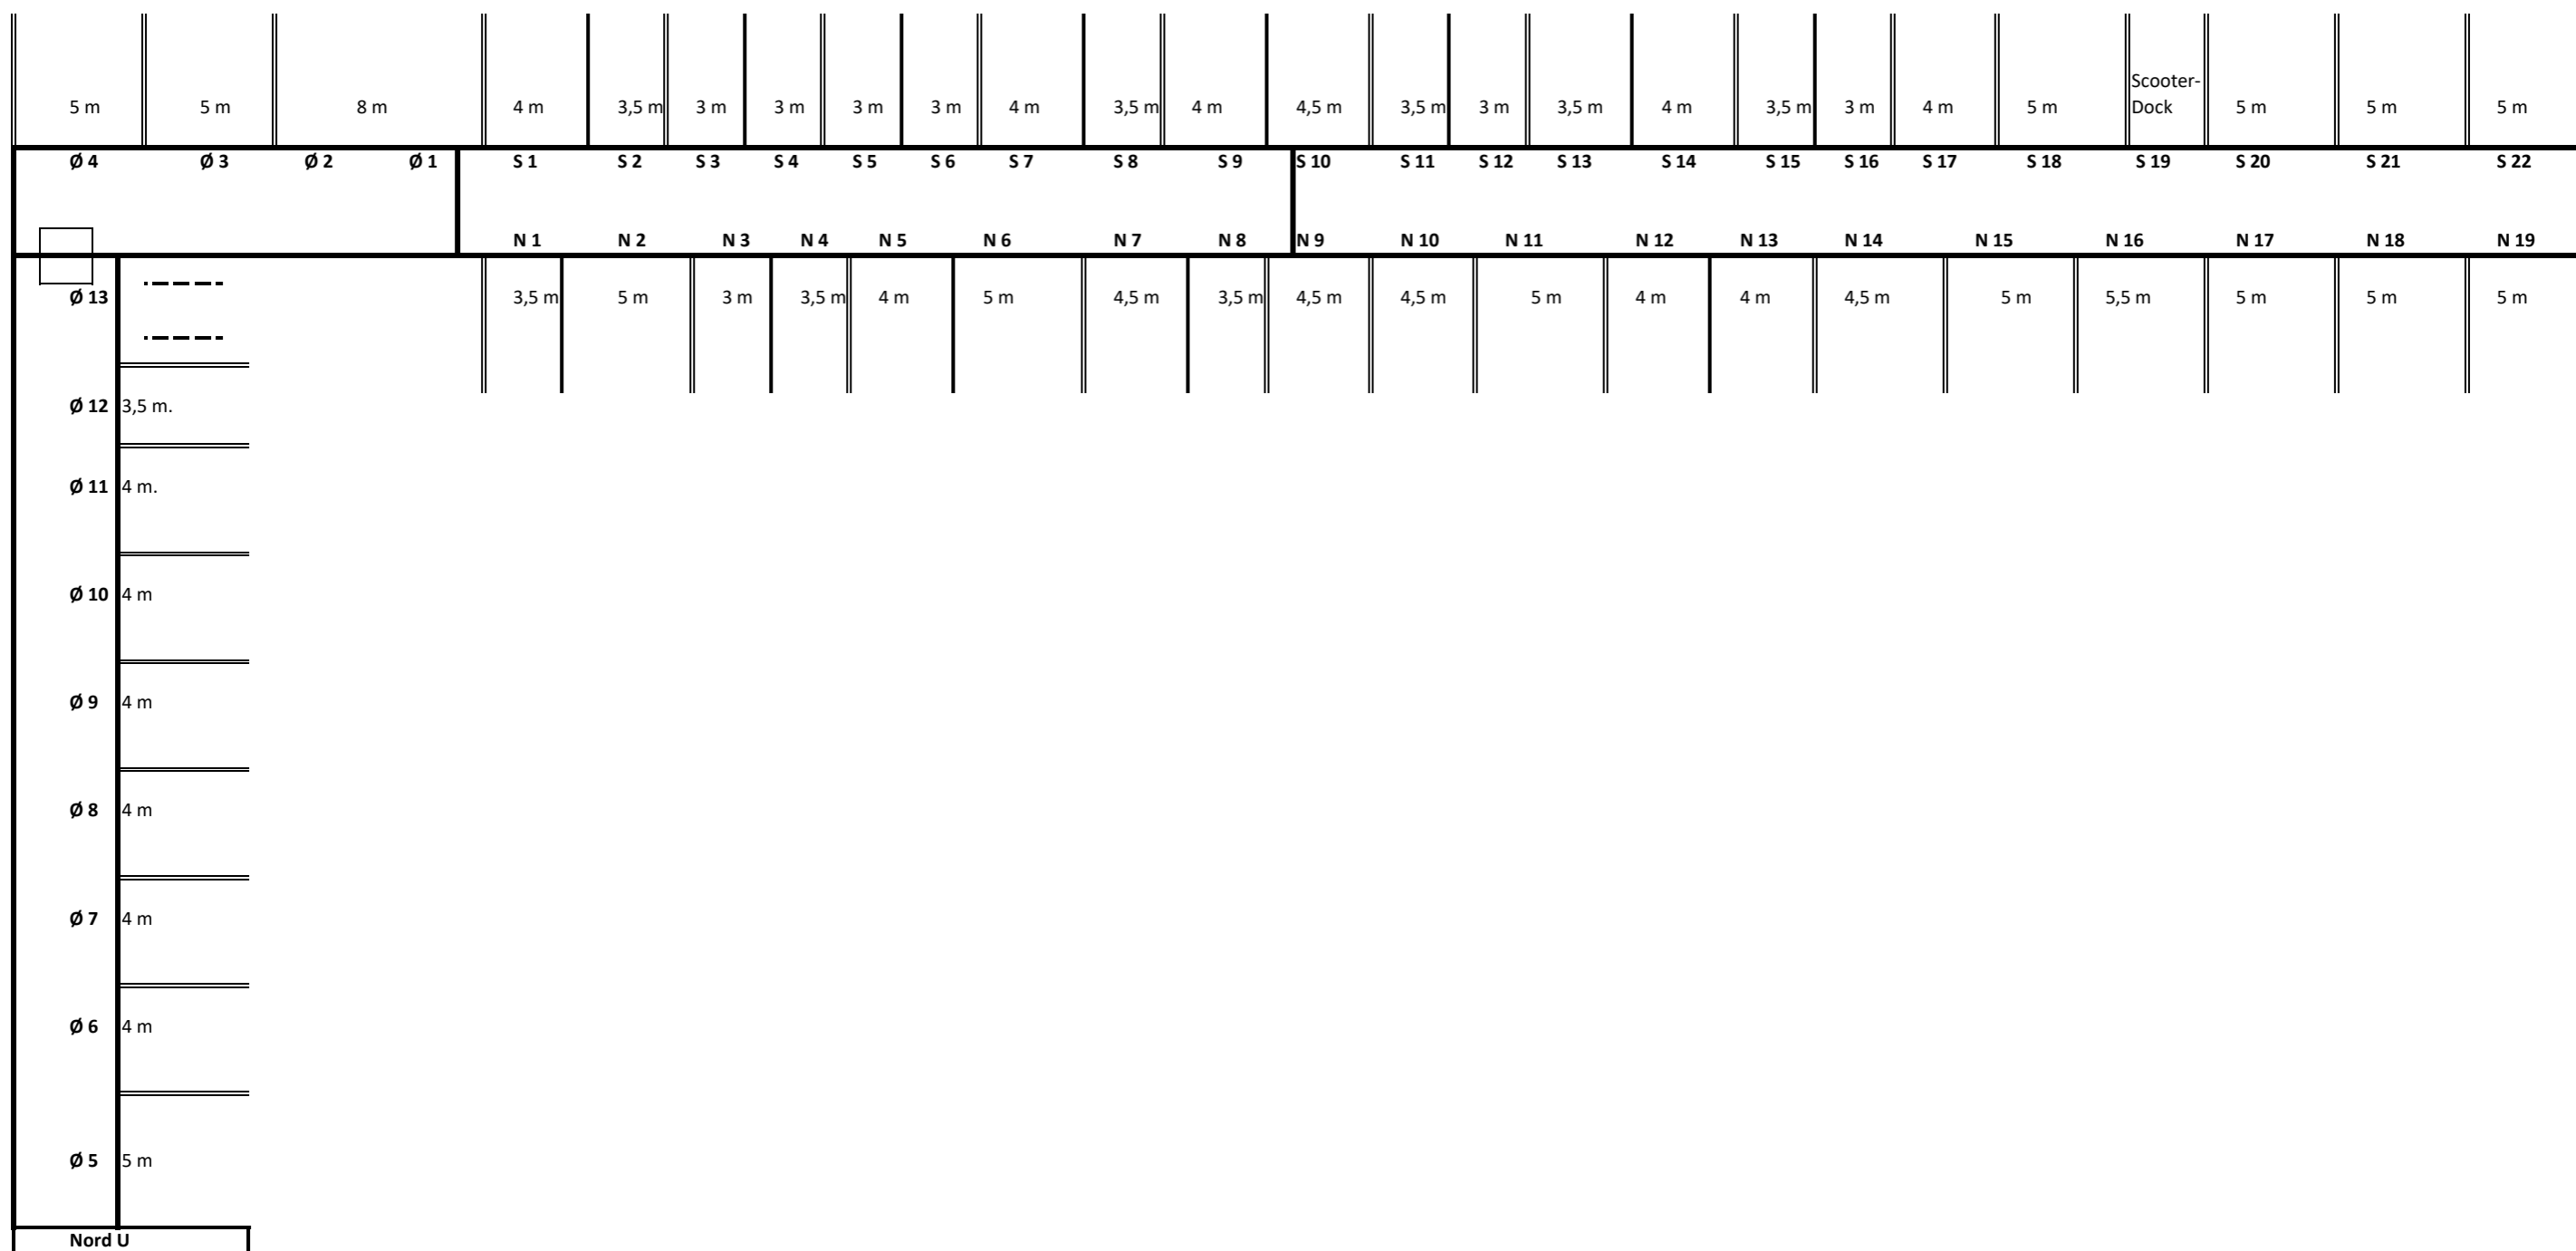 Scooter-
5 m 5 m 8 m 4 m 3,5 m 3 m 3 m 3 m 3 m 4 m 3,5 m 4 m 4,5 m 3,5 m 3 m 3,5 m 4 m 3,5 m 3 m 4 m 5 m Dock 5 m 5 m 5 m
Ø 4 Ø 3 Ø 2 Ø 1 S 1 S 2 S 3 S 4 S 5 S 6 S 7 S 8 S 9 S 10 S 11 S 12 S 13 S 14 S 15 S 16 S 17 S 18 S 19 S 20 S 21 S 22
N 1 N 2 N 3 N 4 N 5 N 6 N 7 N 8 N 9 N 10 N 11 N 12 N 13 N 14 N 15 N 16 N 17 N 18 N 19
Ø 13 3,5 m 5 m 3 m 3,5 m 4 m 5 m 4,5 m 3,5 m 4,5 m 4,5 m 5 m 4 m 4 m 4,5 m 5 m 5,5 m 5 m 5 m 5 m
Ø 12 3,5 m.
Ø 11 4 m.
Ø 10 4 m
Ø 9 4 m
Ø 8 4 m
Ø 7 4 m
Ø 6 4 m
Ø 5 5 m
Nord U